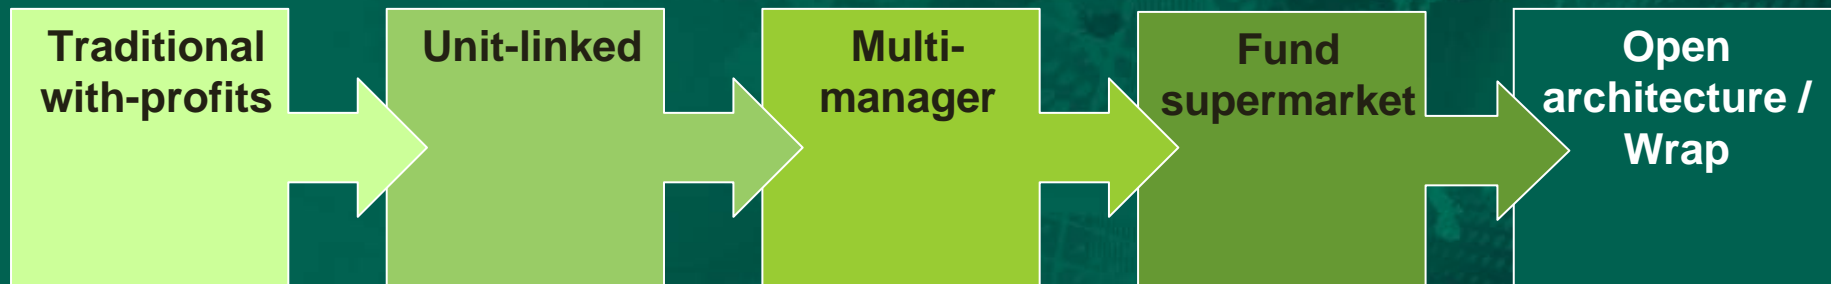 Traditional
with-profits
Unit-linked
Multi-
manager
Fund
supermarket
Open
architecture /
Wrap